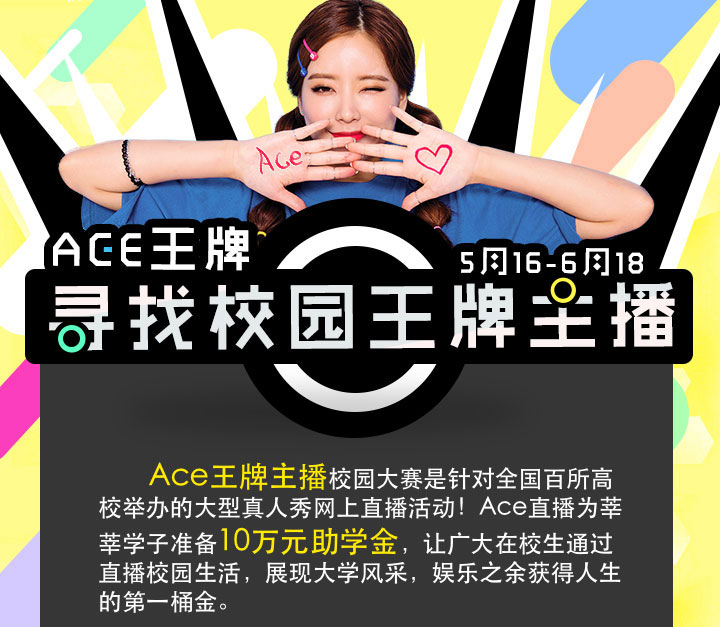 Ace
ACE王牌
5月16-6月18
寻找校园王牌主播
Ace王牌主播校园大赛是针对全国百所高
校举办的大型真人秀网上直播活动！Ace直播为莘
莘学子准备10万元助学金，让广大在校生通过
直播校园生活，展现大学风采，娱乐之余获得人生
的第一桶金。